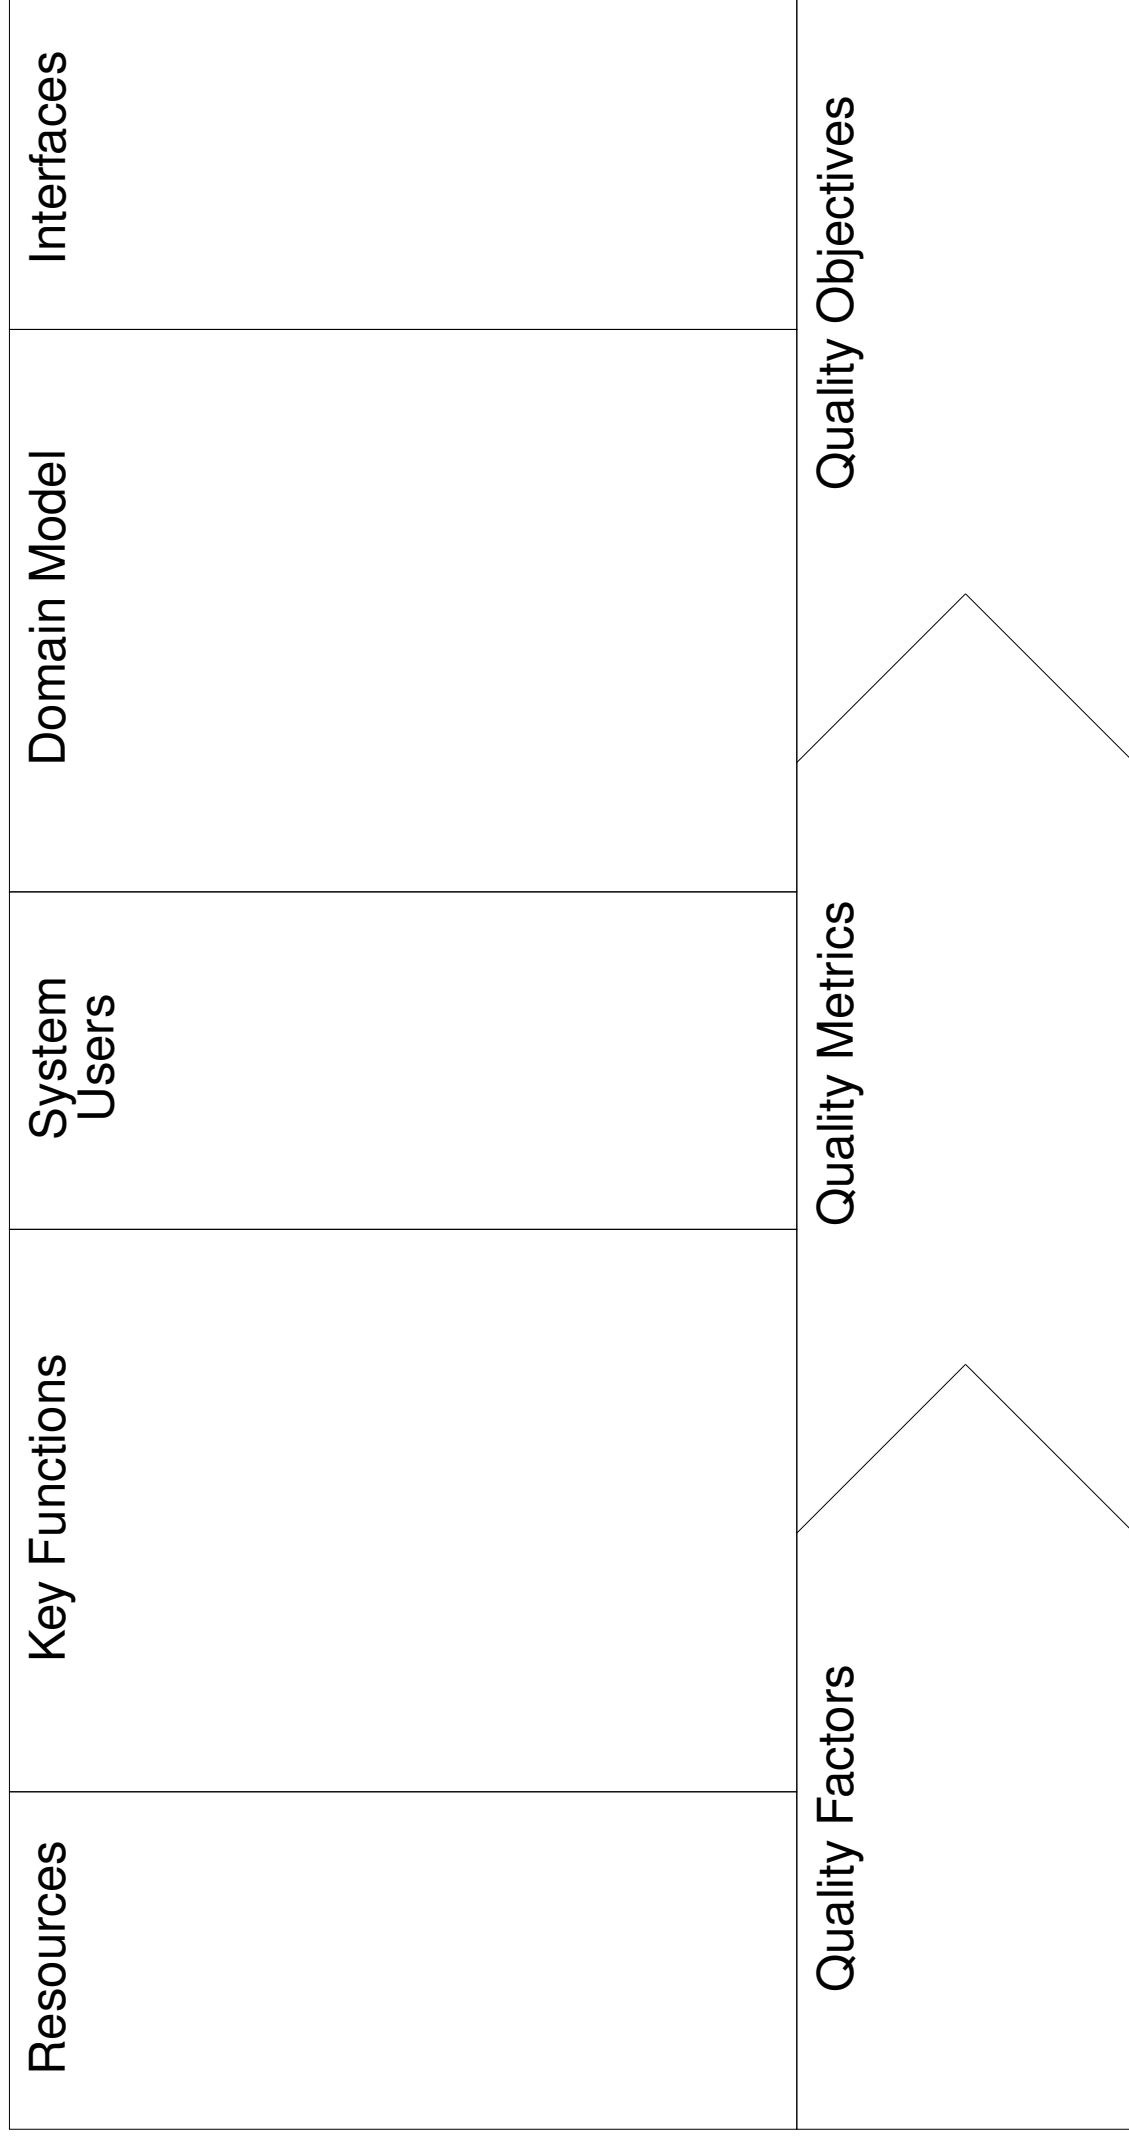 Resources
Key Functions
System
Users
Domain Model
Interfaces
Quality Factors
Quality Metrics
Quality Objectives